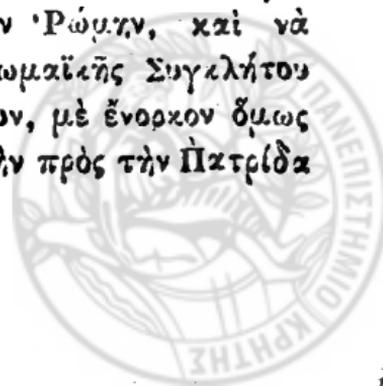 ν Ῥώμην, καὶ νὰ
ωμαϊκῆς Συγκλήτου
ον, μὲ ἔνορκον ὅμως
ὴν πρὸς τὴν Πατρίδα
ΠΑΝΕΠΙΣΤΗΜΙΟ ΚΡΗΤΗΣ